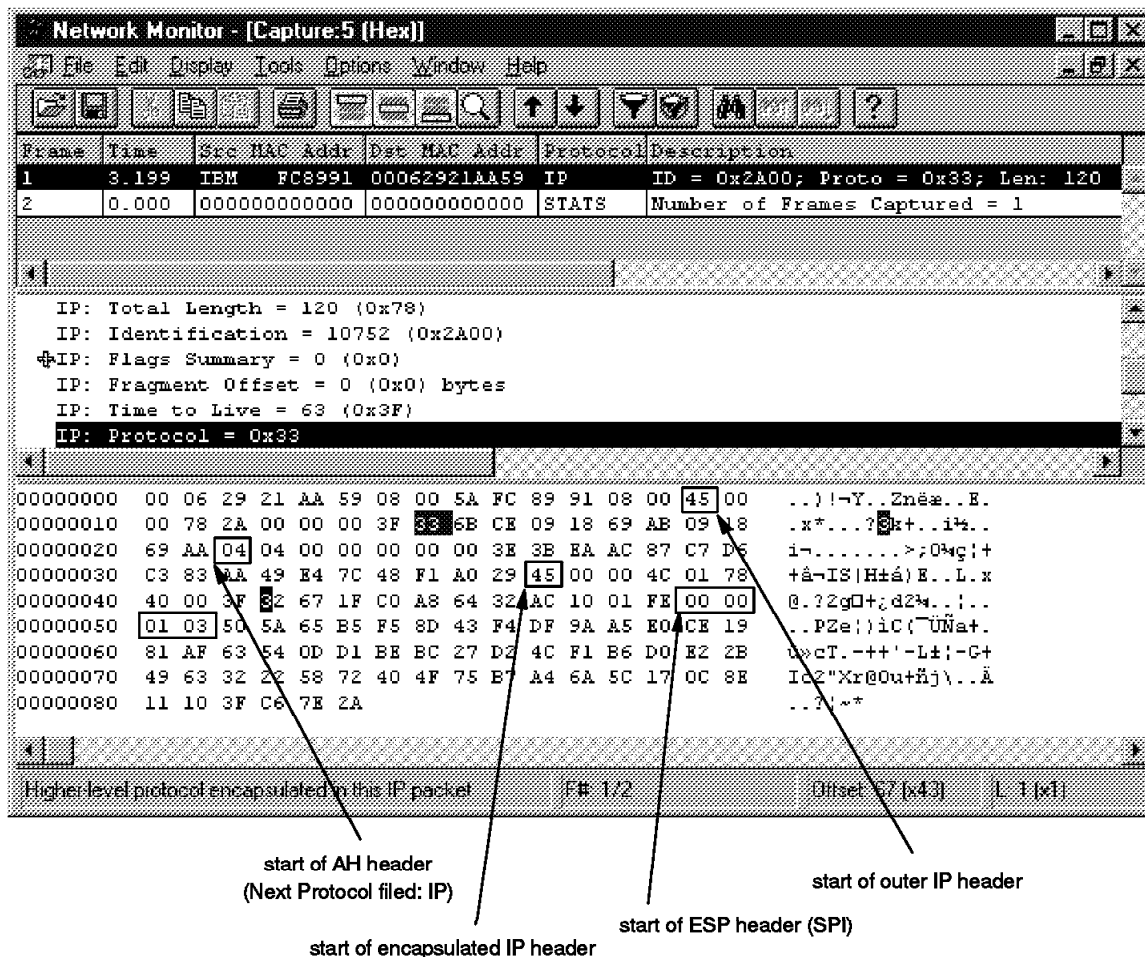 Network Monitor - [Capture:5 (Hex)]
File Edit Display Tools Options Window Help
Frame Time Src MAC Addr Dst MAC Addr Protocol Description
1 3.199 IBM FC8991 00062921AA59 IP ID = 0x2A00; Proto = 0x33; Len: 120
2 0.000 000000000000 000000000000 STATS Number of Frames Captured = 1
IP: Total Length = 120 (0x78)
IP: Identification = 10752 (0x2A00)
IP: Flags Summary = 0 (0x0)
IP: Fragment Offset = 0 (0x0) bytes
IP: Time to Live = 63 (0x3F)
IP: Protocol = 0x33
00000000 00 06 29 21 AA 59 08 00 5A FC 89 91 08 00 45 00
00000010 00 78 2A 00 00 00 3F 33 6B CE 09 18 69 AB 09 18
00000020 69 AA 04 04 00 00 00 00 00 3E 3B EA AC 87 C7 D6
00000030 C3 83 AA 49 E4 7C 48 F1 A0 29 45 00 00 4C 01 78
00000040 40 00 3F 32 67 1F C0 A8 64 32 AC 10 01 FE 00 00
00000050 01 03 50 5A 65 B5 F5 8D 43 F4 DF 9A A5 E0 CE 19
00000060 81 AF 63 54 0D D1 BE BC 27 D2 4C F1 B6 D0 E2 2B
00000070 49 63 32 22 58 72 40 4F 75 B7 A4 6A 5C 17 0C 8E
00000080 11 10 3F C6 7E 2A
Higher-level protocol encapsulated in this IP packet F#: 1/2 Offset: 67 (x43) L: 1 (x1)
start of AH header
(Next Protocol filed: IP)
start of outer IP header
start of ESP header (SPI)
start of encapsulated IP header